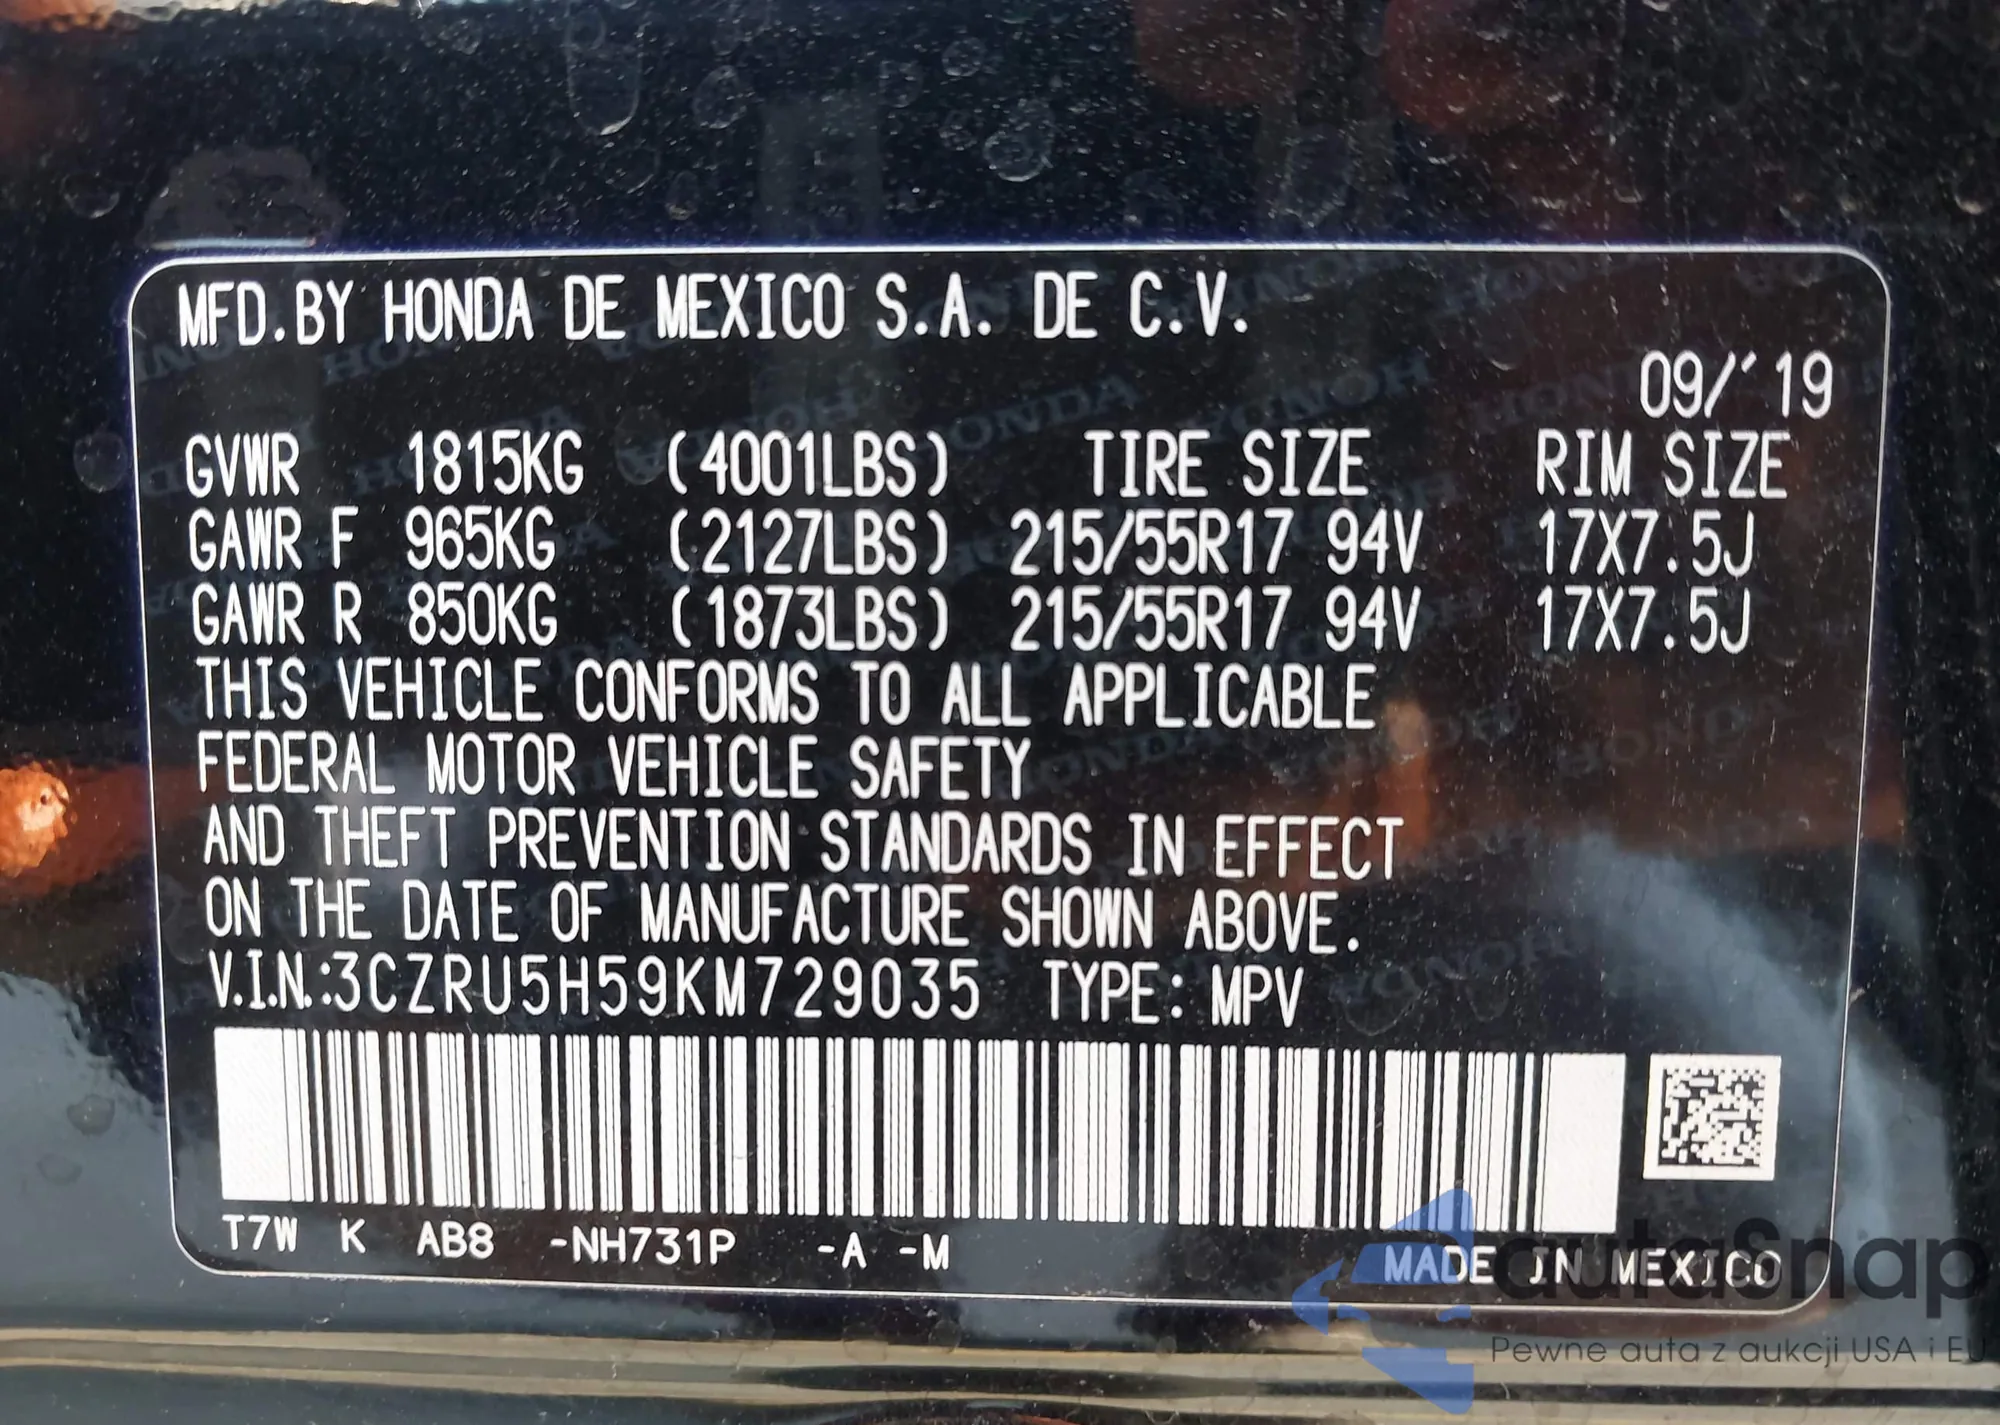 MFD.BY HONDA DE MEXICO S.A. DE C.V.
09/'19
GVWR 1815KG (4001LBS) TIRE SIZE RIM SIZE
GAWR F 965KG (2127LBS) 215/55R17 94V 17X7.5J
GAWR R 850KG (1873LBS) 215/55R17 94V 17X7.5J
THIS VEHICLE CONFORMS TO ALL APPLICABLE
FEDERAL MOTOR VEHICLE SAFETY
AND THEFT PREVENTION STANDARDS IN EFFECT
ON THE DATE OF MANUFACTURE SHOWN ABOVE.
V.I.N.:3CZRU5H59KM729035 TYPE: MPV
T7W K AB8 -NH731P -A -M
MADE IN MEXICO
autaSnap
Pewne auta z aukcji USA i EU